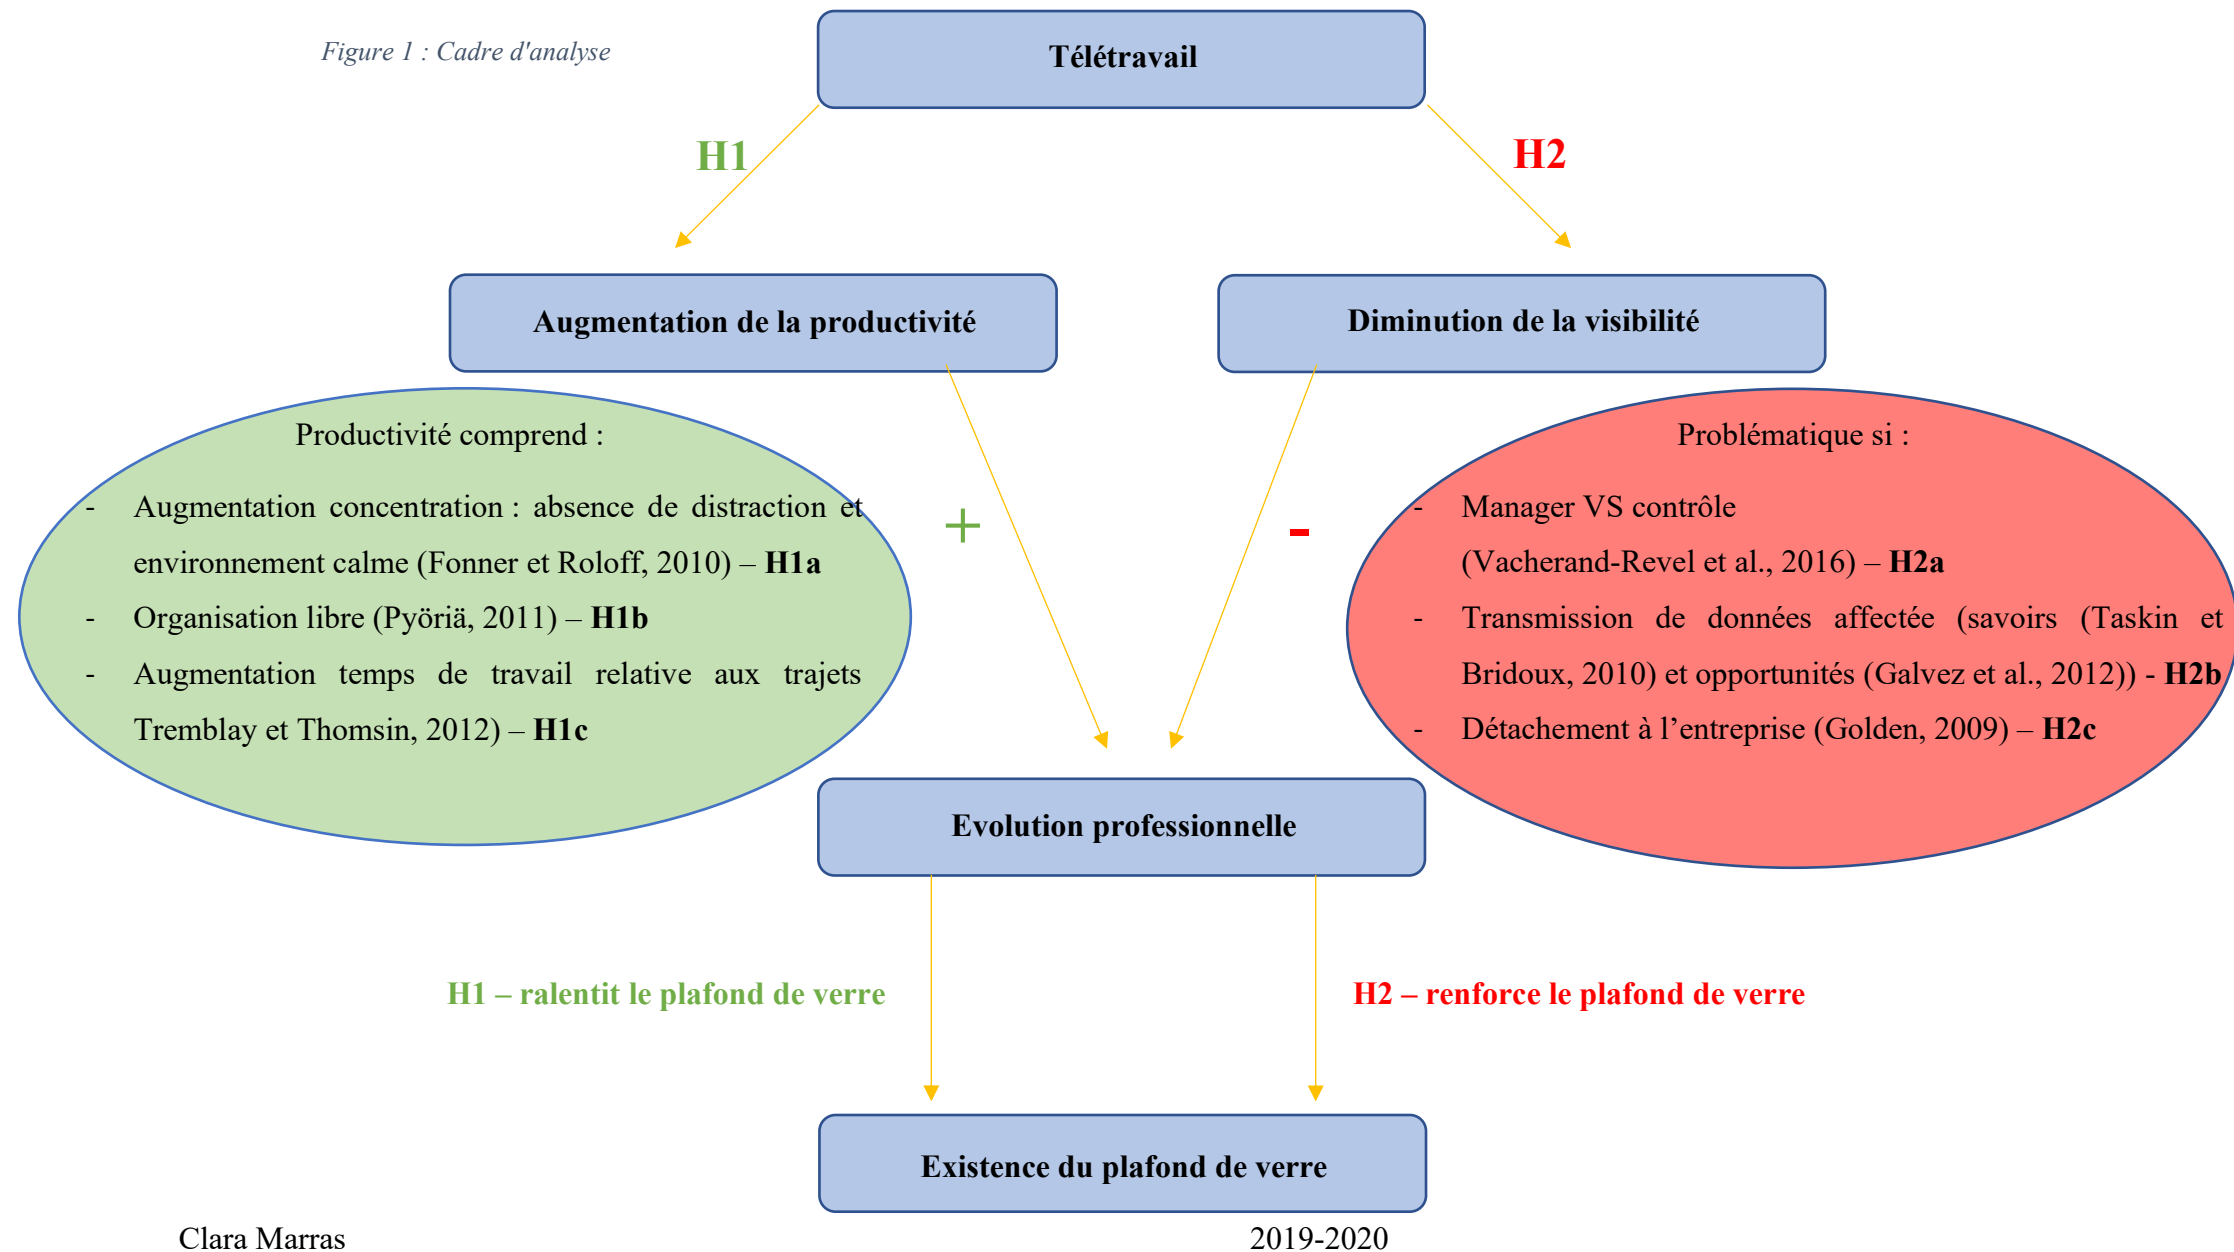 Figure 1 : Cadre d'analyse
Télétravail
H1
H2
Augmentation de la productivité
Diminution de la visibilité
Productivité comprend :
- Augmentation concentration : absence de distraction et
environnement calme (Fonner et Roloff, 2010) – H1a
- Organisation libre (Pyöriä, 2011) – H1b
- Augmentation temps de travail relative aux trajets
Tremblay et Thomsin, 2012) – H1c
+
-
Problématique si :
- Manager VS contrôle
(Vacherand-Revel et al., 2016) – H2a
- Transmission de données affectée (savoirs (Taskin et
Bridoux, 2010) et opportunités (Galvez et al., 2012)) - H2b
- Détachement à l’entreprise (Golden, 2009) – H2c
Evolution professionnelle
H1 – ralentit le plafond de verre
H2 – renforce le plafond de verre
Existence du plafond de verre
Clara Marras
2019-2020